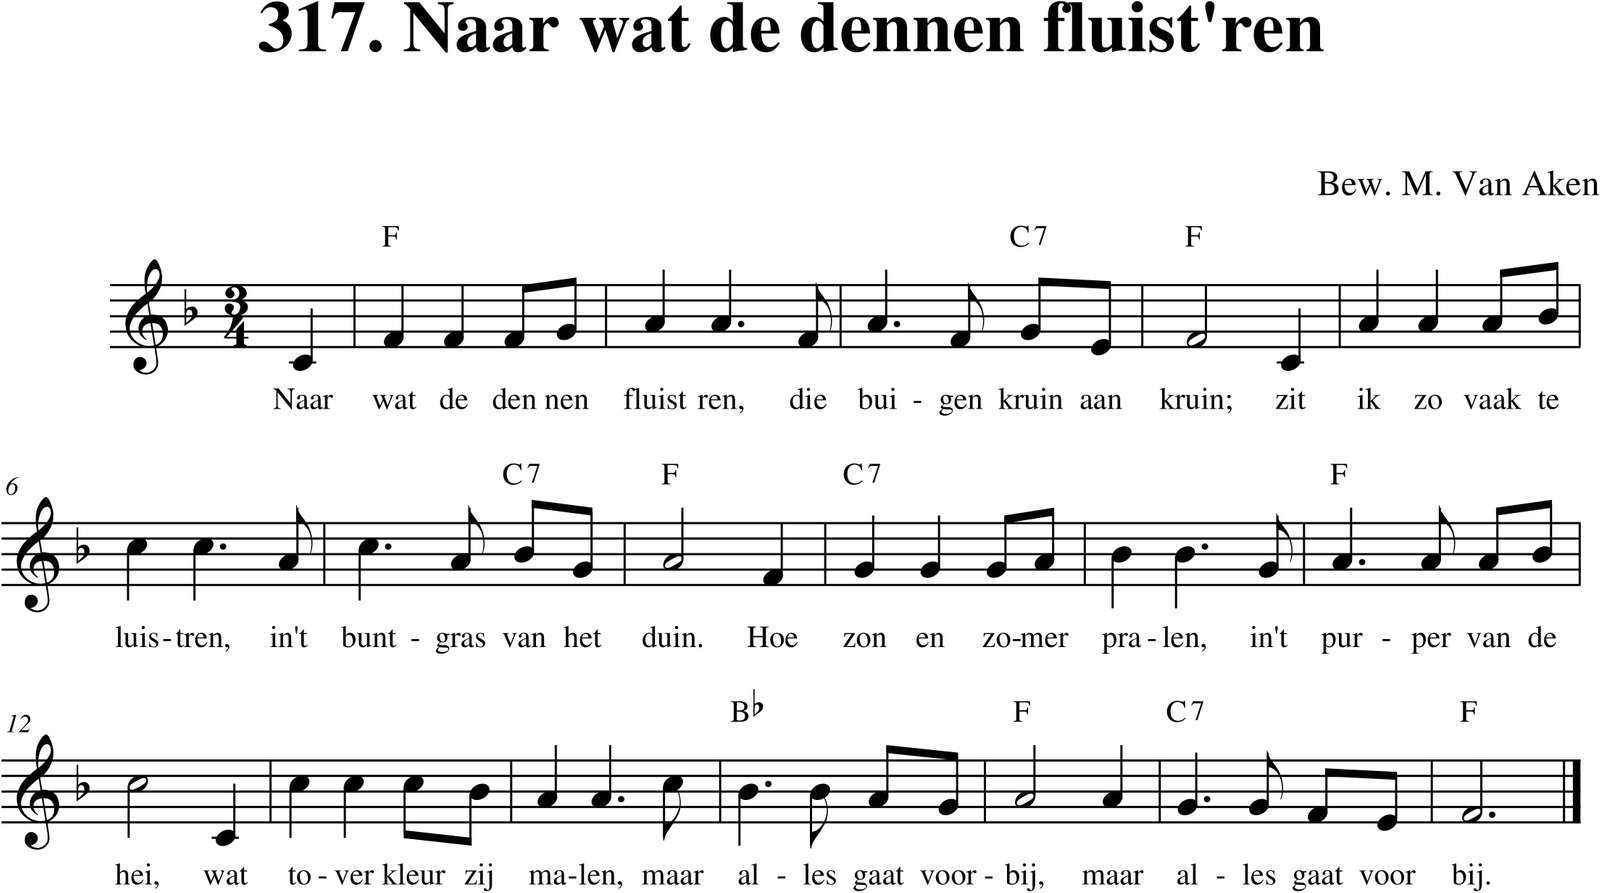 317. Naar wat de dennen fluist'ren
Bew. M. Van Aken
F C7 F
3
4
Naar wat de den nen fluist ren, die bui - gen kruin aan kruin; zit ik zo vaak te
6
C7 F C7 F
luis - tren, in't bunt - gras van het duin. Hoe zon en zo-mer pra - len, in't pur - per van de
12
B♭ F C7 F
hei, wat to - ver kleur zij ma-len, maar al - les gaat voor - bij, maar al - les gaat voor bij.